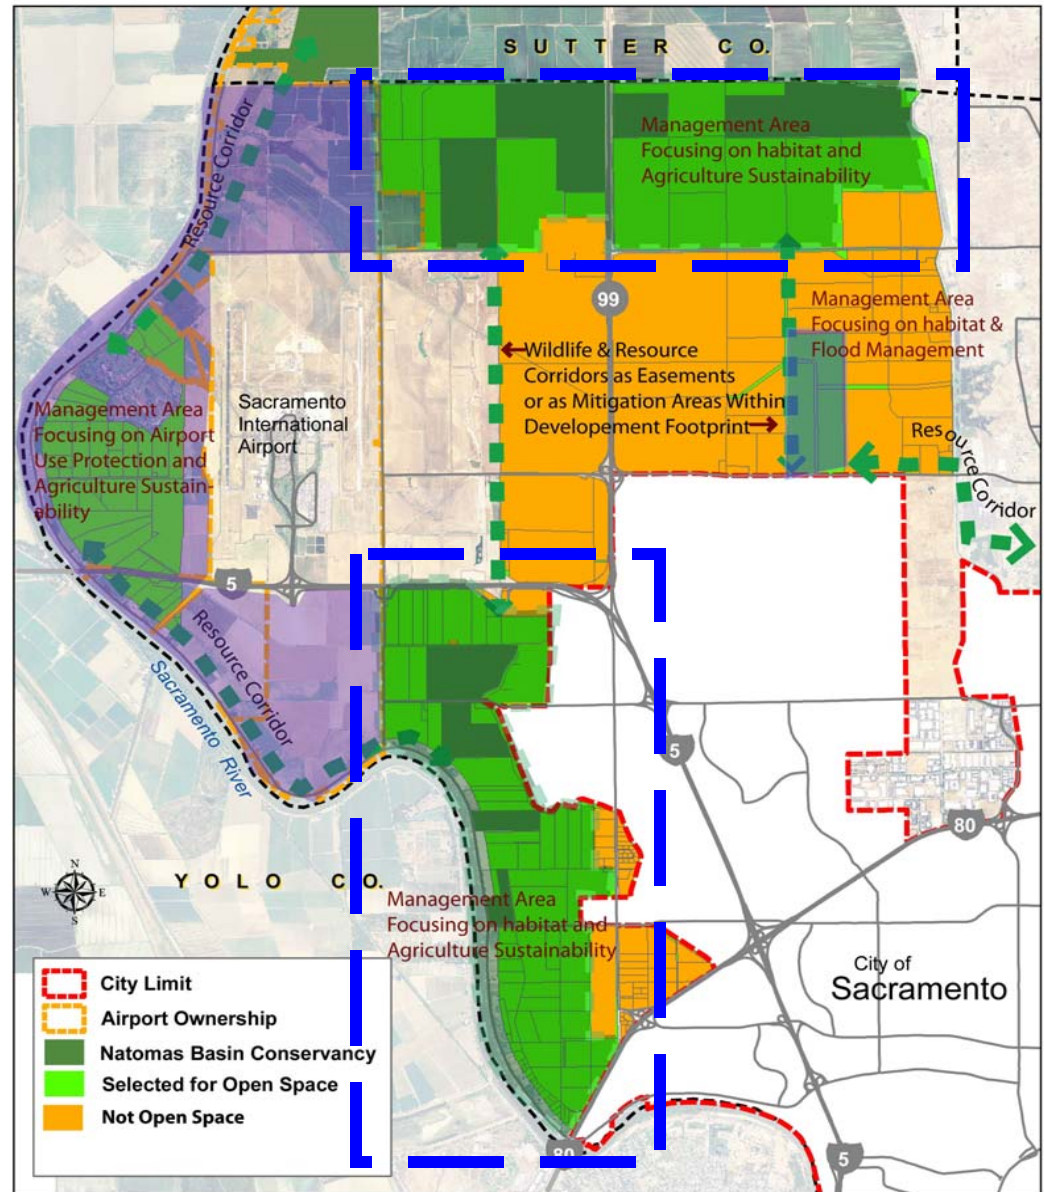 SUTTER CO.
Resource Corridor
Management Area
Focusing on habitat and
Agriculture Sustainability
99
Management Area
Focusing on habitat &
Flood Management
Wildlife & Resource
Corridors as Easements
or as Mitigation Areas Within
Developement Footprint
Sacramento
International
Airport
Management Area
Focusing on Airport
Use Protection and
Agriculture Sustain-
ability
Resource Corridor
5
Resource Corridor
Sacramento River
5
80
N
W E
S
YOLO CO.
Management Area
Focusing on habitat and
Agriculture Sustainability
City of
Sacramento
City Limit
Airport Ownership
Natomas Basin Conservancy
Selected for Open Space
Not Open Space
80
5